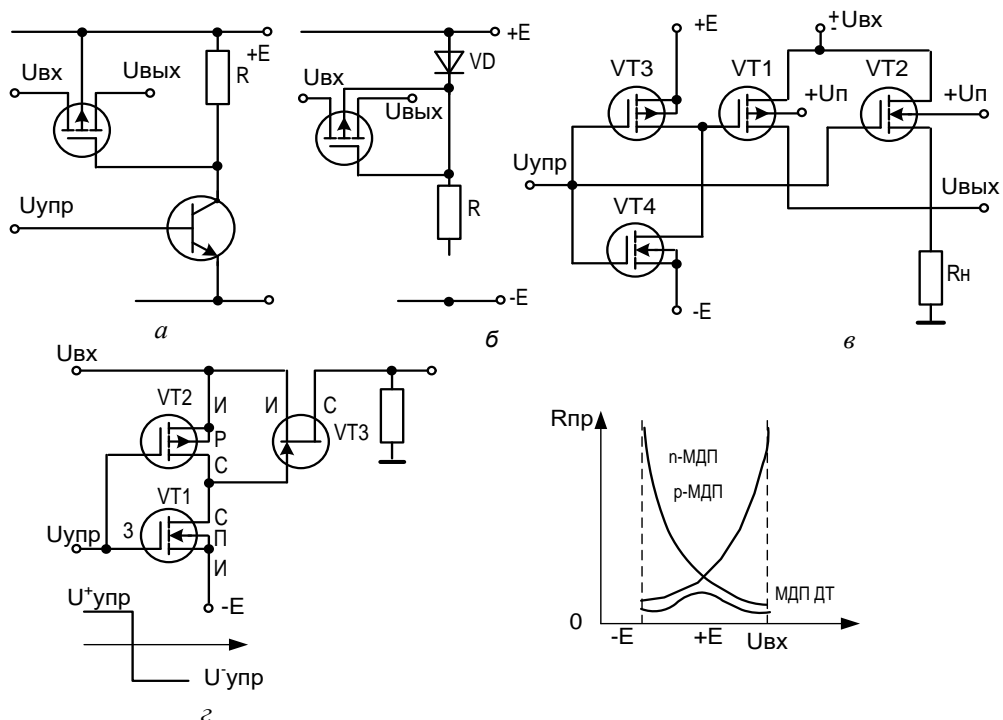 +E
Uвх
Uвых
R
Uупр
а
+E
VD
Uвх
Uвых
R
-E
б
+E
+
-
Uвх
VT3
VT1
VT2
+Uп
+Uп
Uупр
VT4
Uвых
Rн
-E
в
Uвх
VT2
И
И
С
Р
VT3
С
VT1
З
С
Uупр
П
И
-E
U⁺упр
U⁻упр
г
Rпр
n-МДП
р-МДП
МДП ДТ
0
-E
+E
Uвх